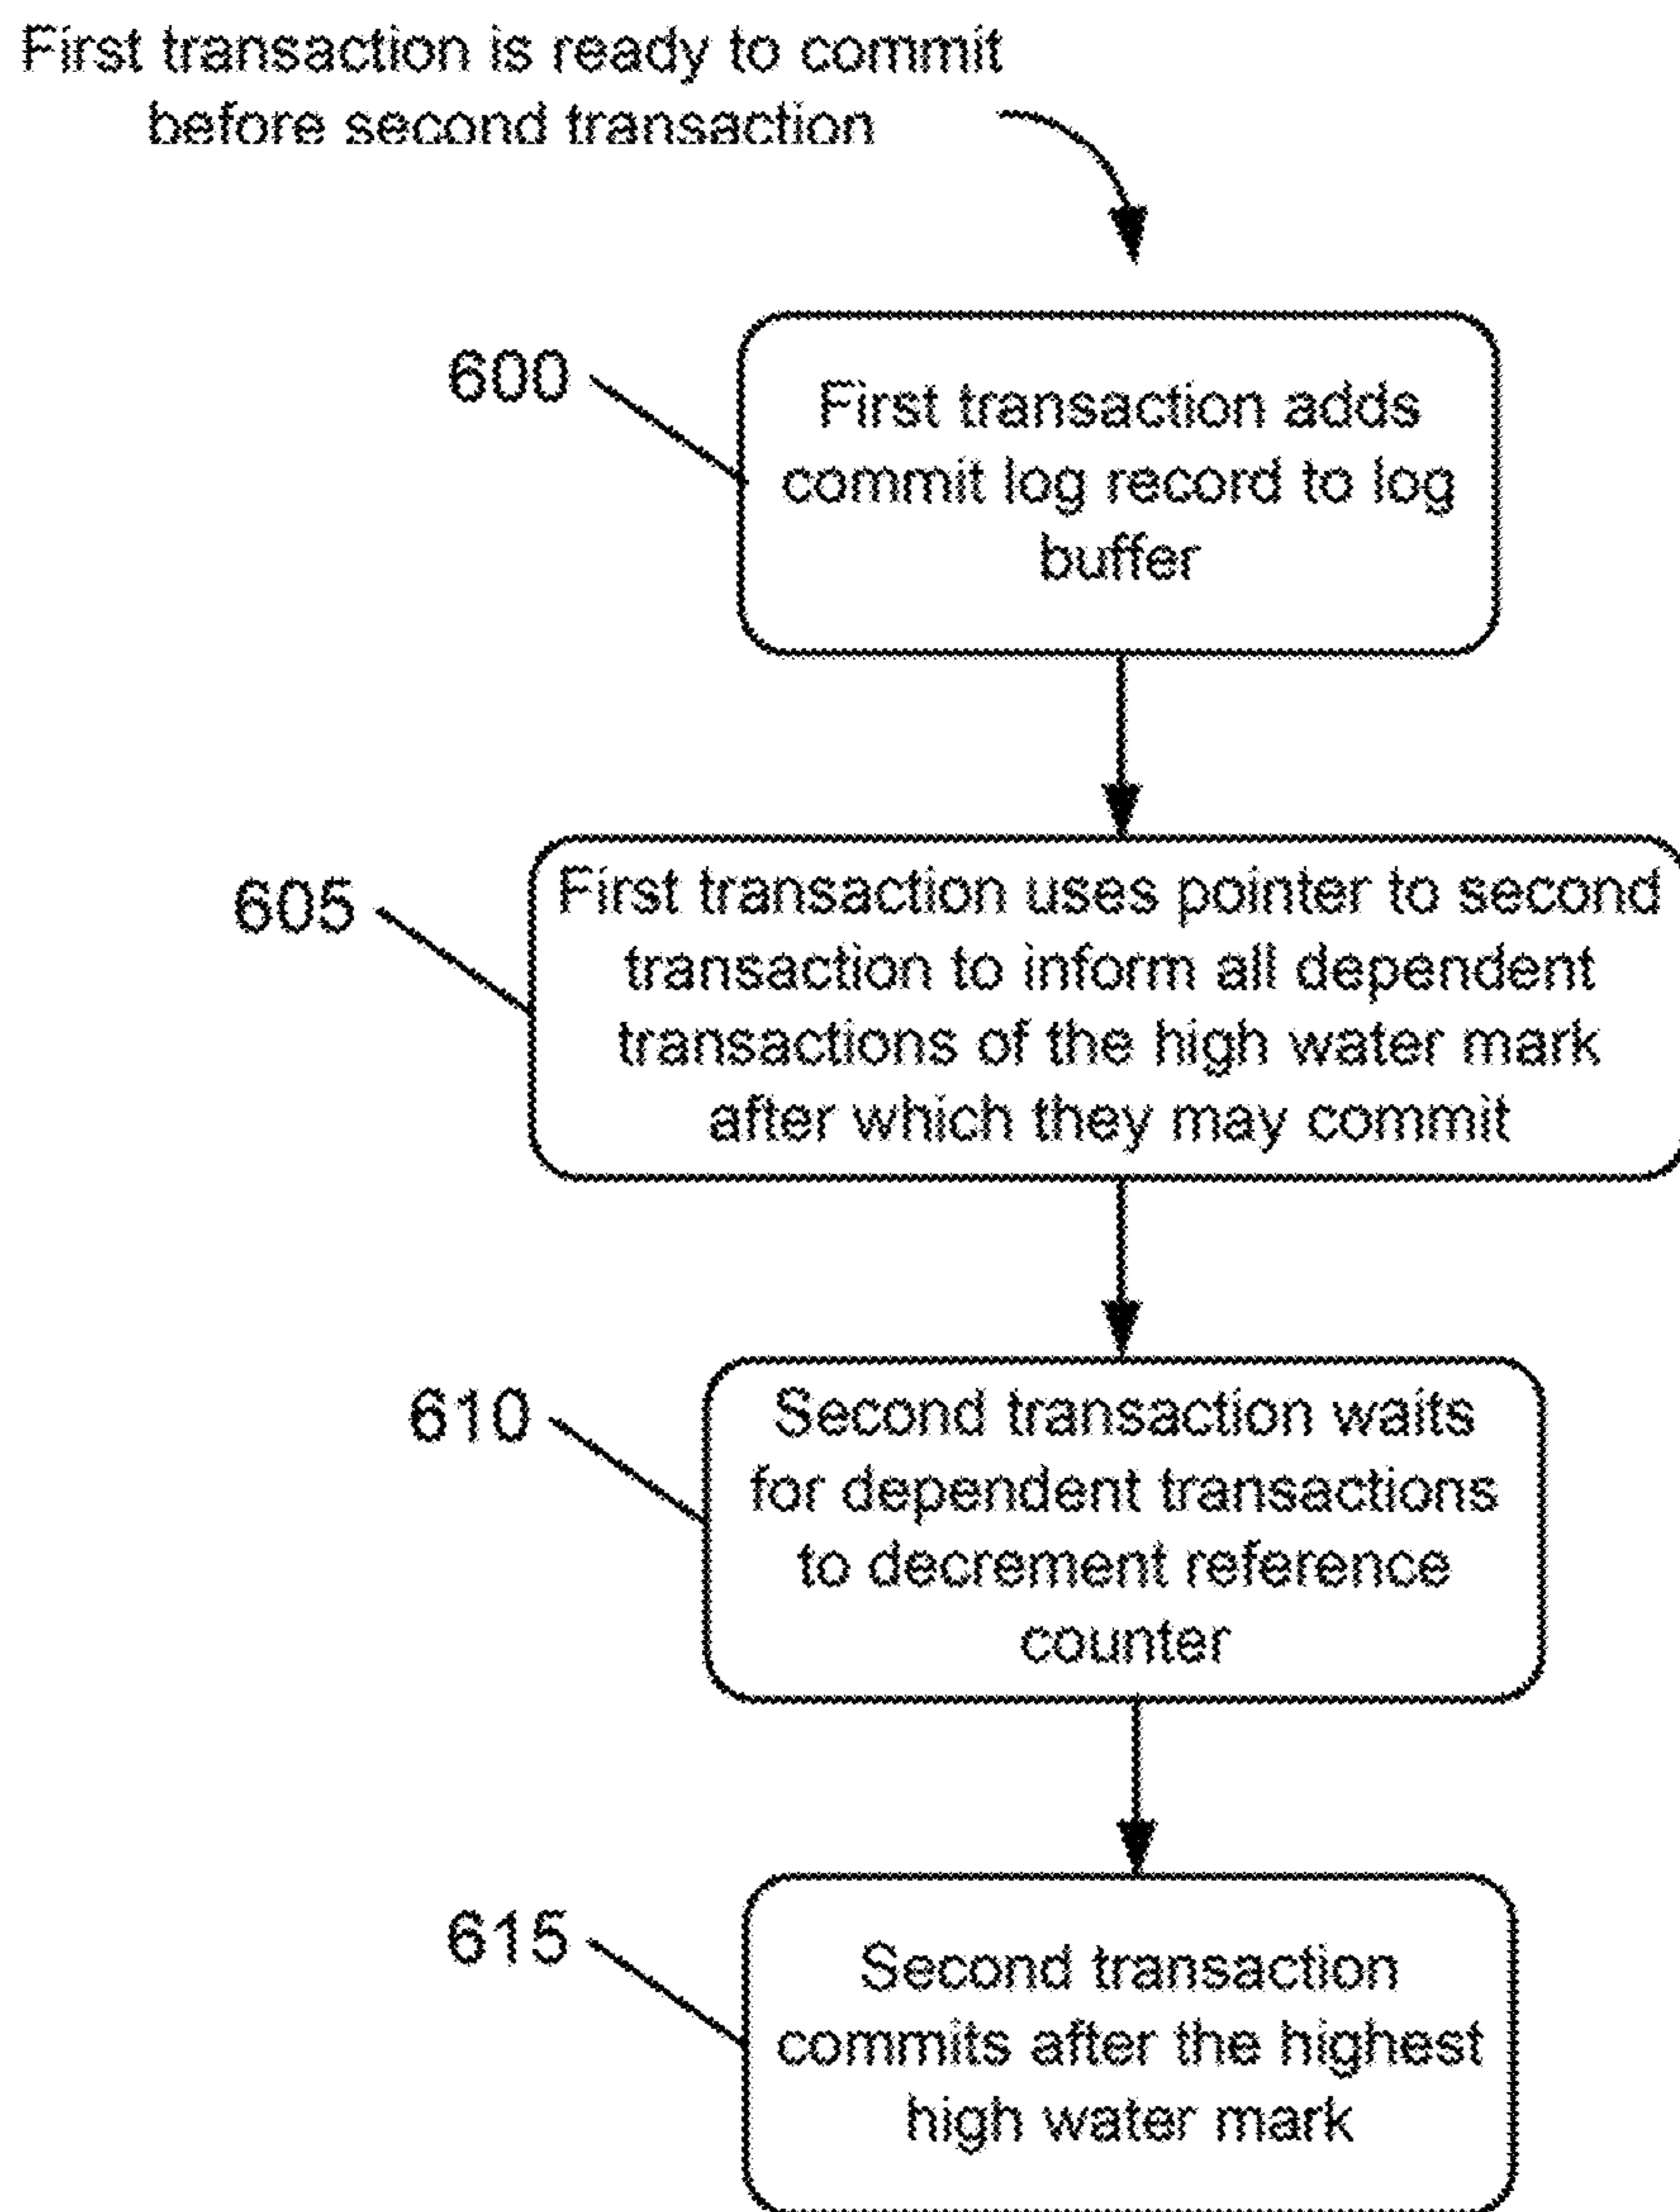 First transaction is ready to commit
before second transaction
600
First transaction adds
commit log record to log
buffer
605
First transaction uses pointer to second
transaction to inform all dependent
transactions of the high water mark
after which they may commit
610
Second transaction waits
for dependent transactions
to decrement reference
counter
615
Second transaction
commits after the highest
high water mark